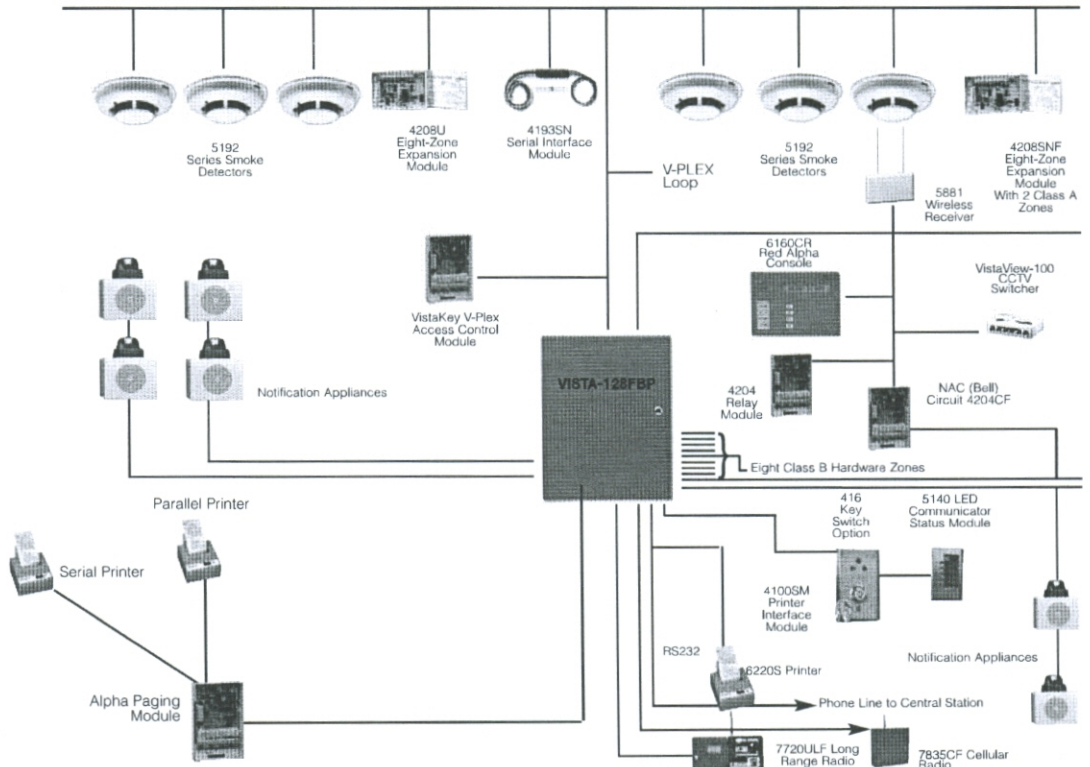 5192
Series Smoke
Detectors
4208U
Eight-Zone
Expansion
Module
4193SN
Serial Interface
Module
V-PLEX
Loop
5192
Series Smoke
Detectors
5881
Wireless
Receiver
4208SNF
Eight-Zone
Expansion
Module
With 2 Class A
Zones
6160CR
Red Alpha
Console
VistaView-100
CCTV
Switcher
VistaKey V-Plex
Access Control
Module
VISTA-128FBP
Notification Appliances
4204
Relay
Module
NAC (Bell)
Circuit 4204CF
Eight Class B Hardware Zones
Parallel Printer
Serial Printer
416
Key
Switch
Option
5140 LED
Communicator
Status Module
4100SM
Printer
Interface
Module
RS232
6220S Printer
Notification Appliances
Alpha Paging
Module
Phone Line to Central Station
7720ULF Long
Range Radio
7835CF Cellular
Radio